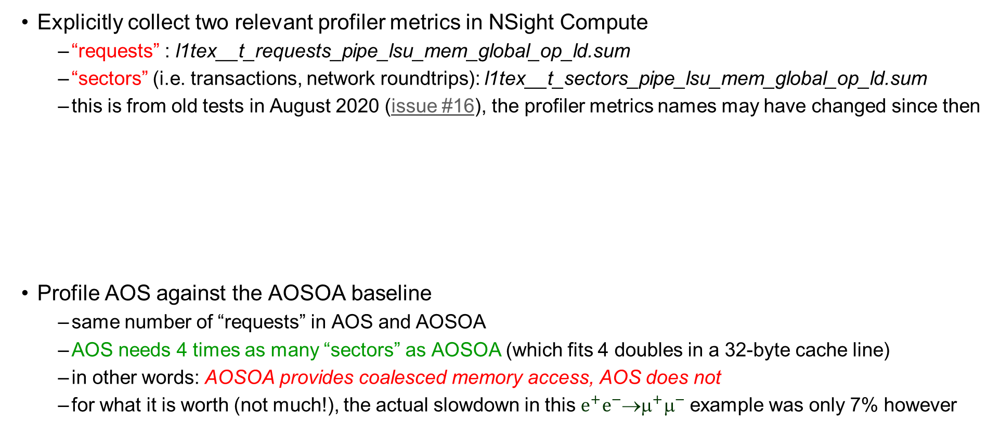 • Explicitly collect two relevant profiler metrics in NSight Compute
– “requests” : l1tex__t_requests_pipe_lsu_mem_global_op_ld.sum
– “sectors” (i.e. transactions, network roundtrips): l1tex__t_sectors_pipe_lsu_mem_global_op_ld.sum
– this is from old tests in August 2020 (issue #16), the profiler metrics names may have changed since then
• Profile AOS against the AOSOA baseline
– same number of “requests” in AOS and AOSOA
– AOS needs 4 times as many “sectors” as AOSOA (which fits 4 doubles in a 32-byte cache line)
– in other words: AOSOA provides coalesced memory access, AOS does not
– for what it is worth (not much!), the actual slowdown in this e⁺e⁻→μ⁺μ⁻ example was only 7% however